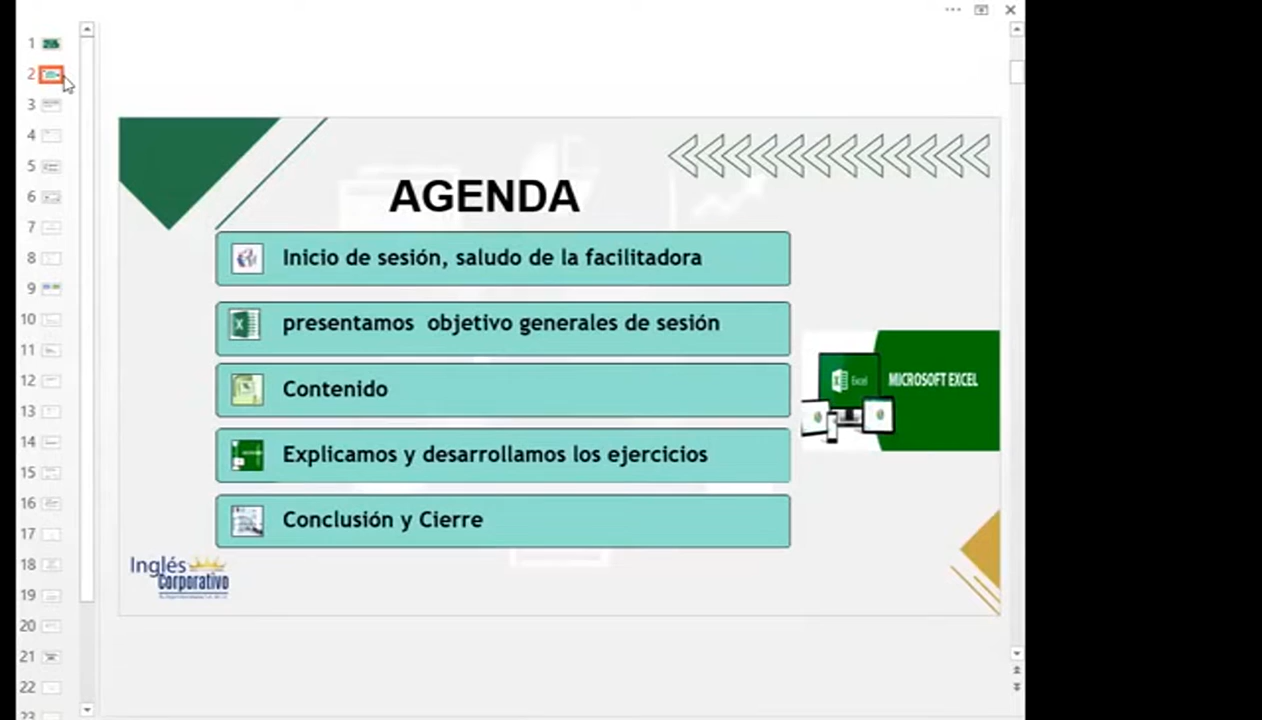 1
2
3
4
5
6
7
8
9
10
11
12
13
14
15
16
17
18
19
20
21
22
23
AGENDA
Inicio de sesión, saludo de la facilitadora
presentamos  objetivo generales de sesión
Contenido
Explicamos y desarrollamos los ejercicios
Conclusión y Cierre
Excel
MICROSOFT EXCEL
Inglés
Corporativo